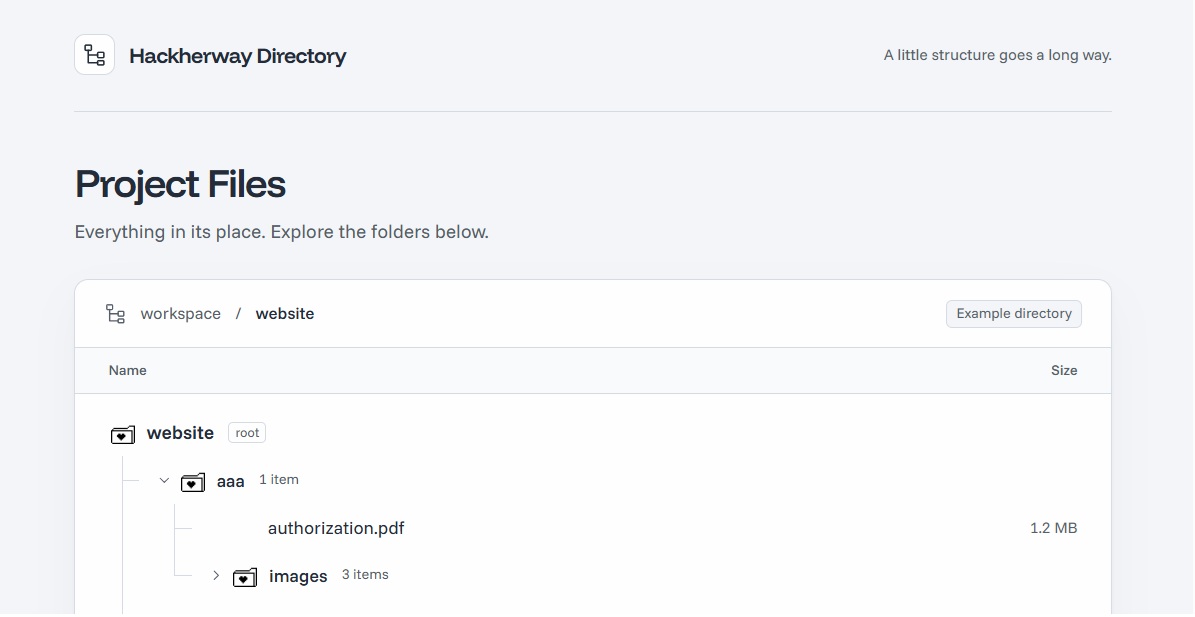 Hackherway Directory
A little structure goes a long way.
Project Files
Everything in its place. Explore the folders below.
workspace / website
Example directory
Name Size
website root
aaa 1 item
authorization.pdf 1.2 MB
images 3 items